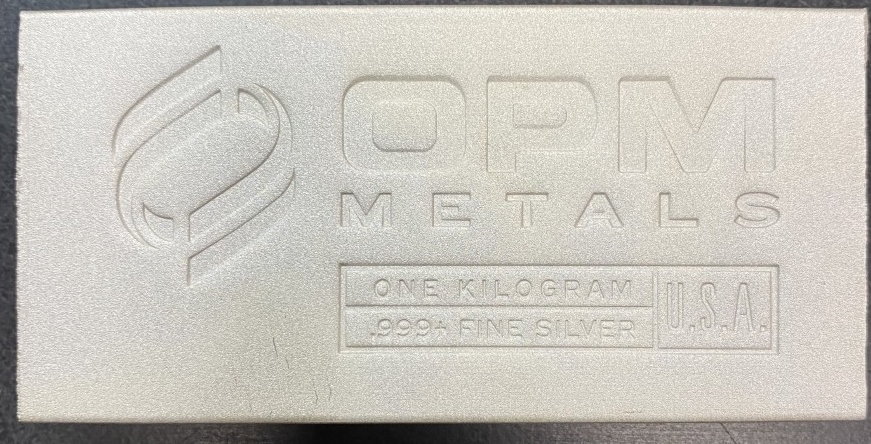 OPM
METALS
ONE KILOGRAM
.999+ FINE SILVER
U.S.A.